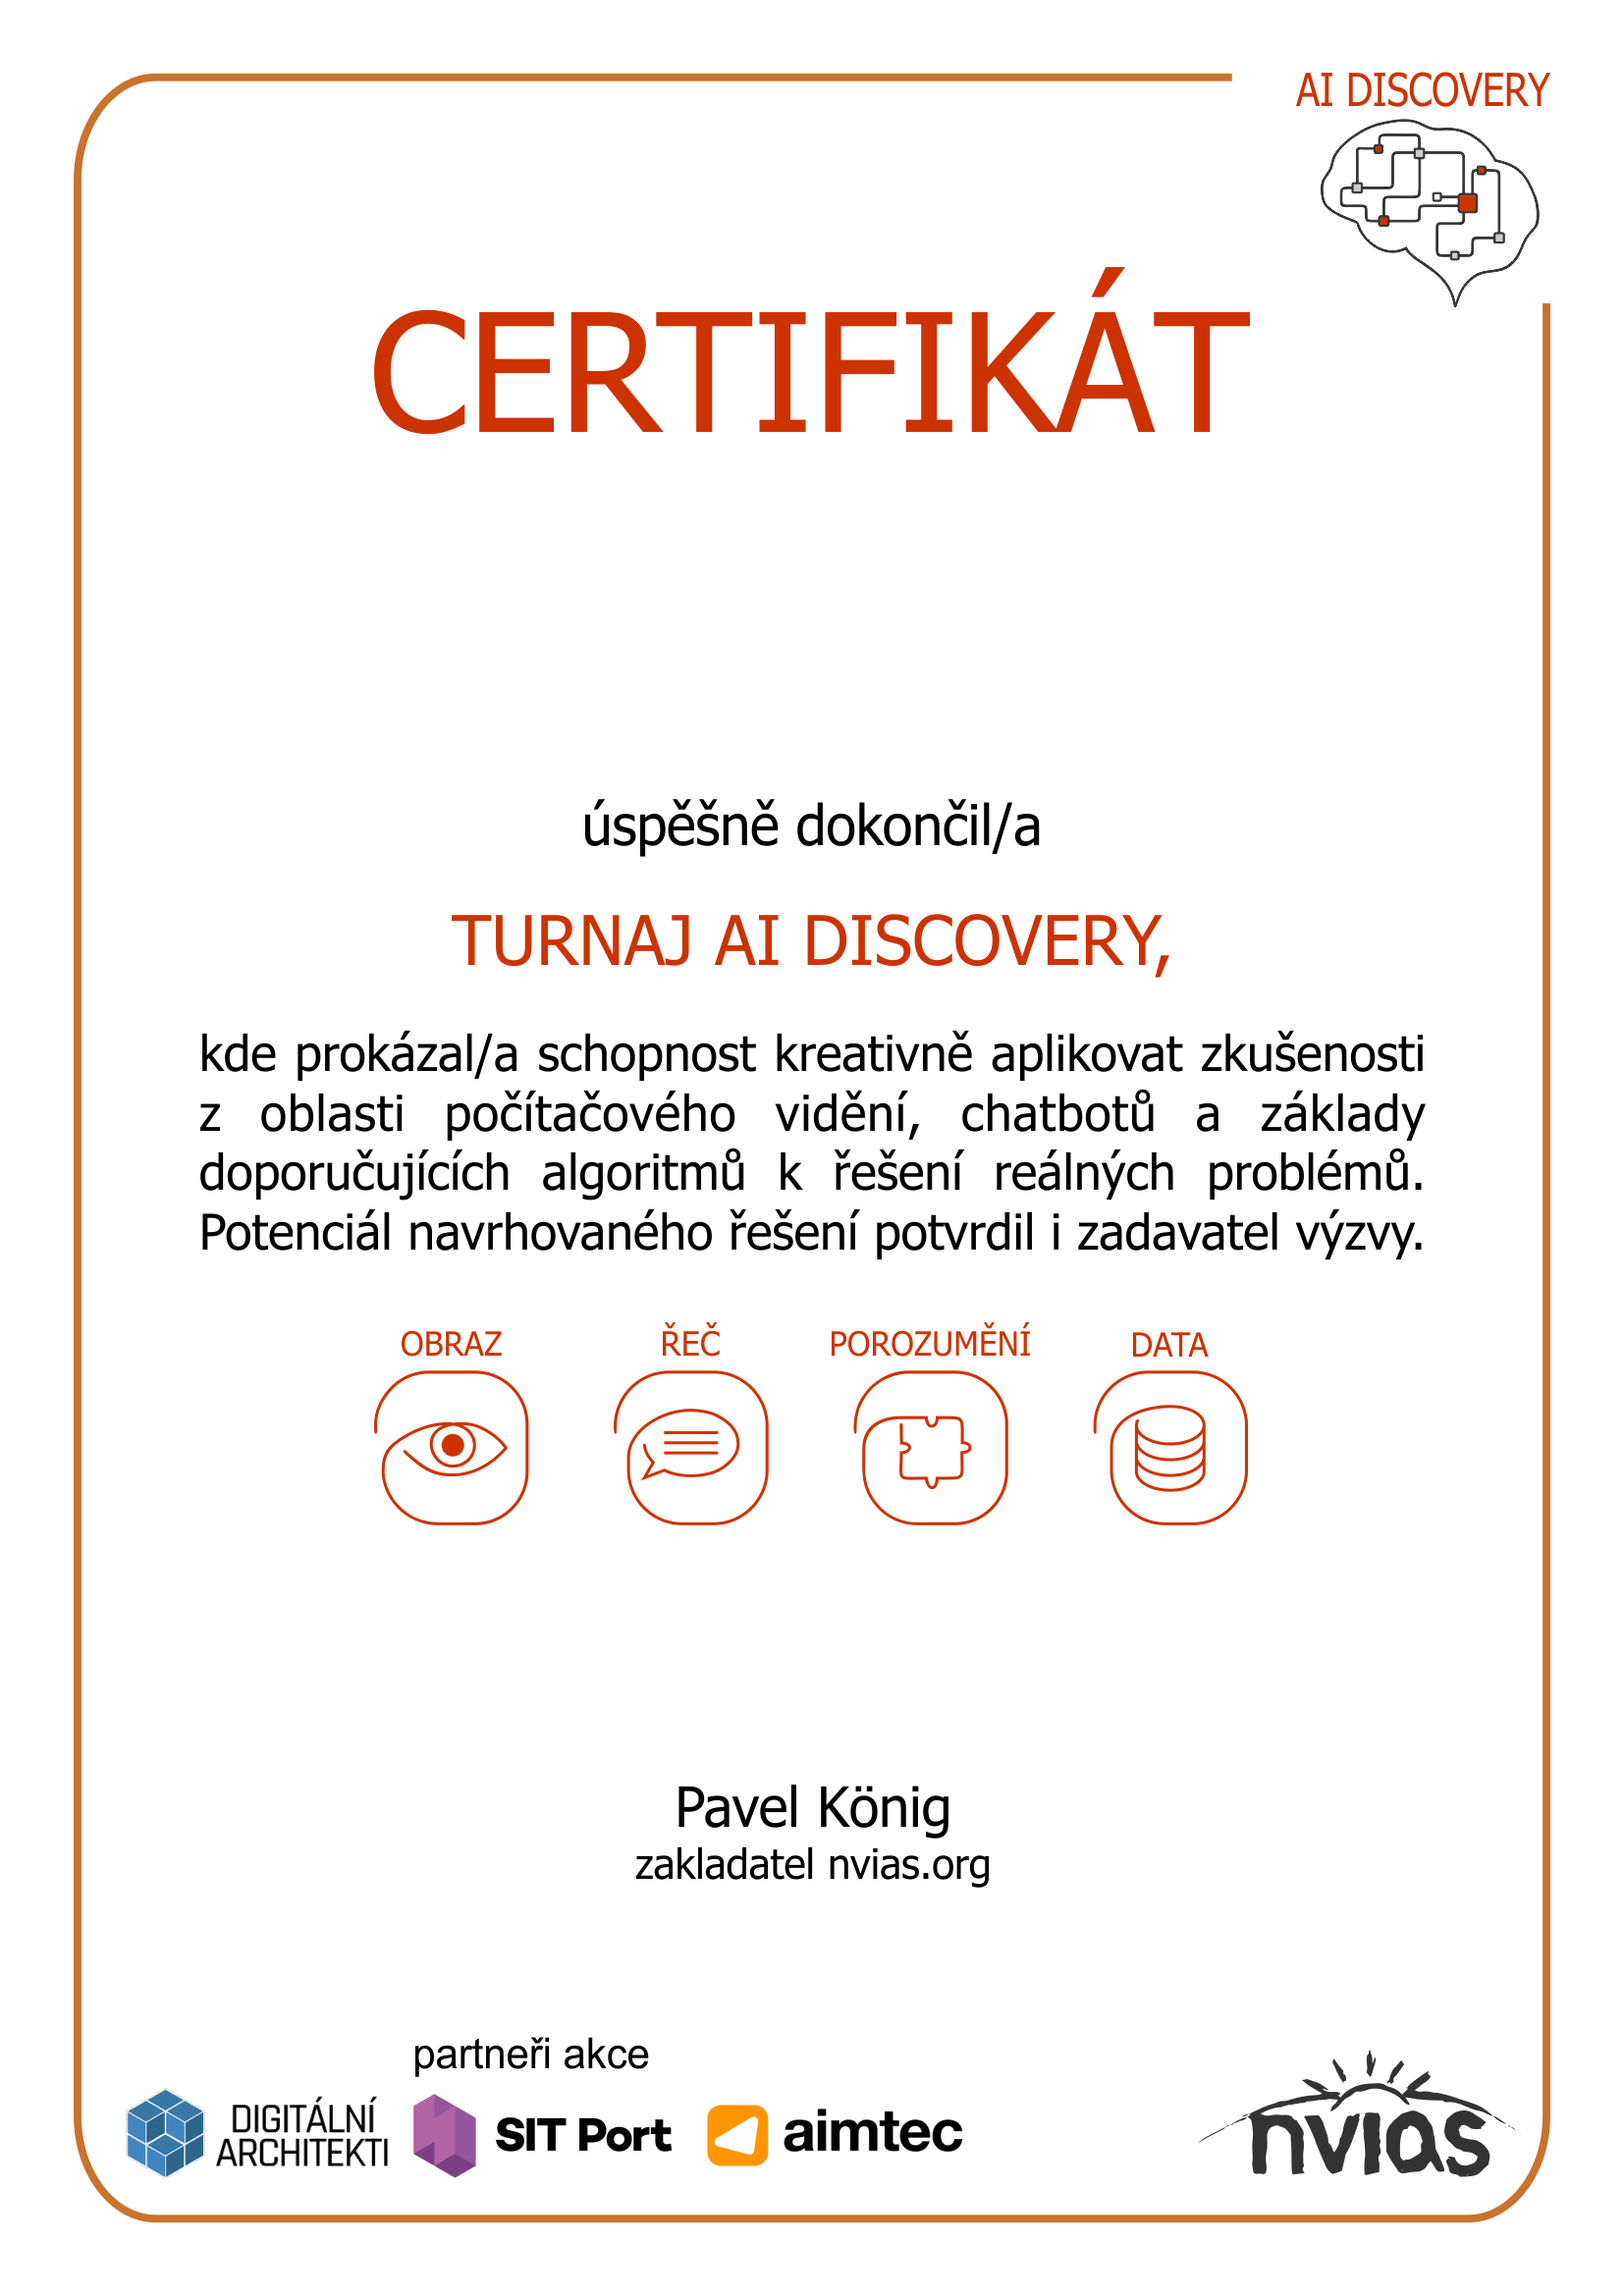 AI DISCOVERY
CERTIFIKÁT
úspěšně dokončil/a
TURNAJ AI DISCOVERY,
kde prokázal/a schopnost kreativně aplikovat zkušenosti
z oblasti počítačového vidění, chatbotů a základy
doporučujících algoritmů k řešení reálných problémů.
Potenciál navrhovaného řešení potvrdil i zadavatel výzvy.
OBRAZ ŘEČ POROZUMĚNÍ DATA
Pavel König
zakladatel nvias.org
partneři akce
DIGITÁLNÍ
ARCHITEKTI
SIT Port
aimtec
nvias